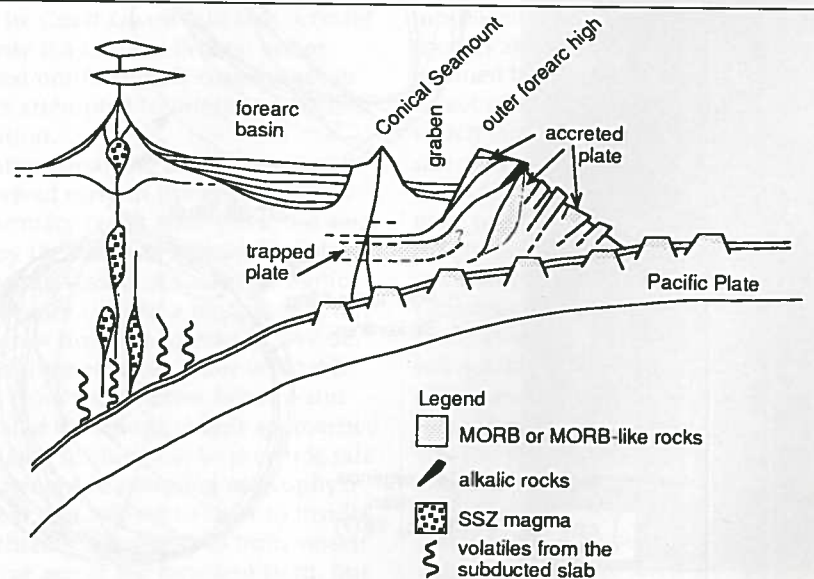 forearc
basin
Conical Seamount
graben
outer forearc high
accreted
plate
trapped
plate
?
Pacific Plate
Legend
MORB or MORB-like rocks
alkalic rocks
SSZ magma
volatiles from the
subducted slab